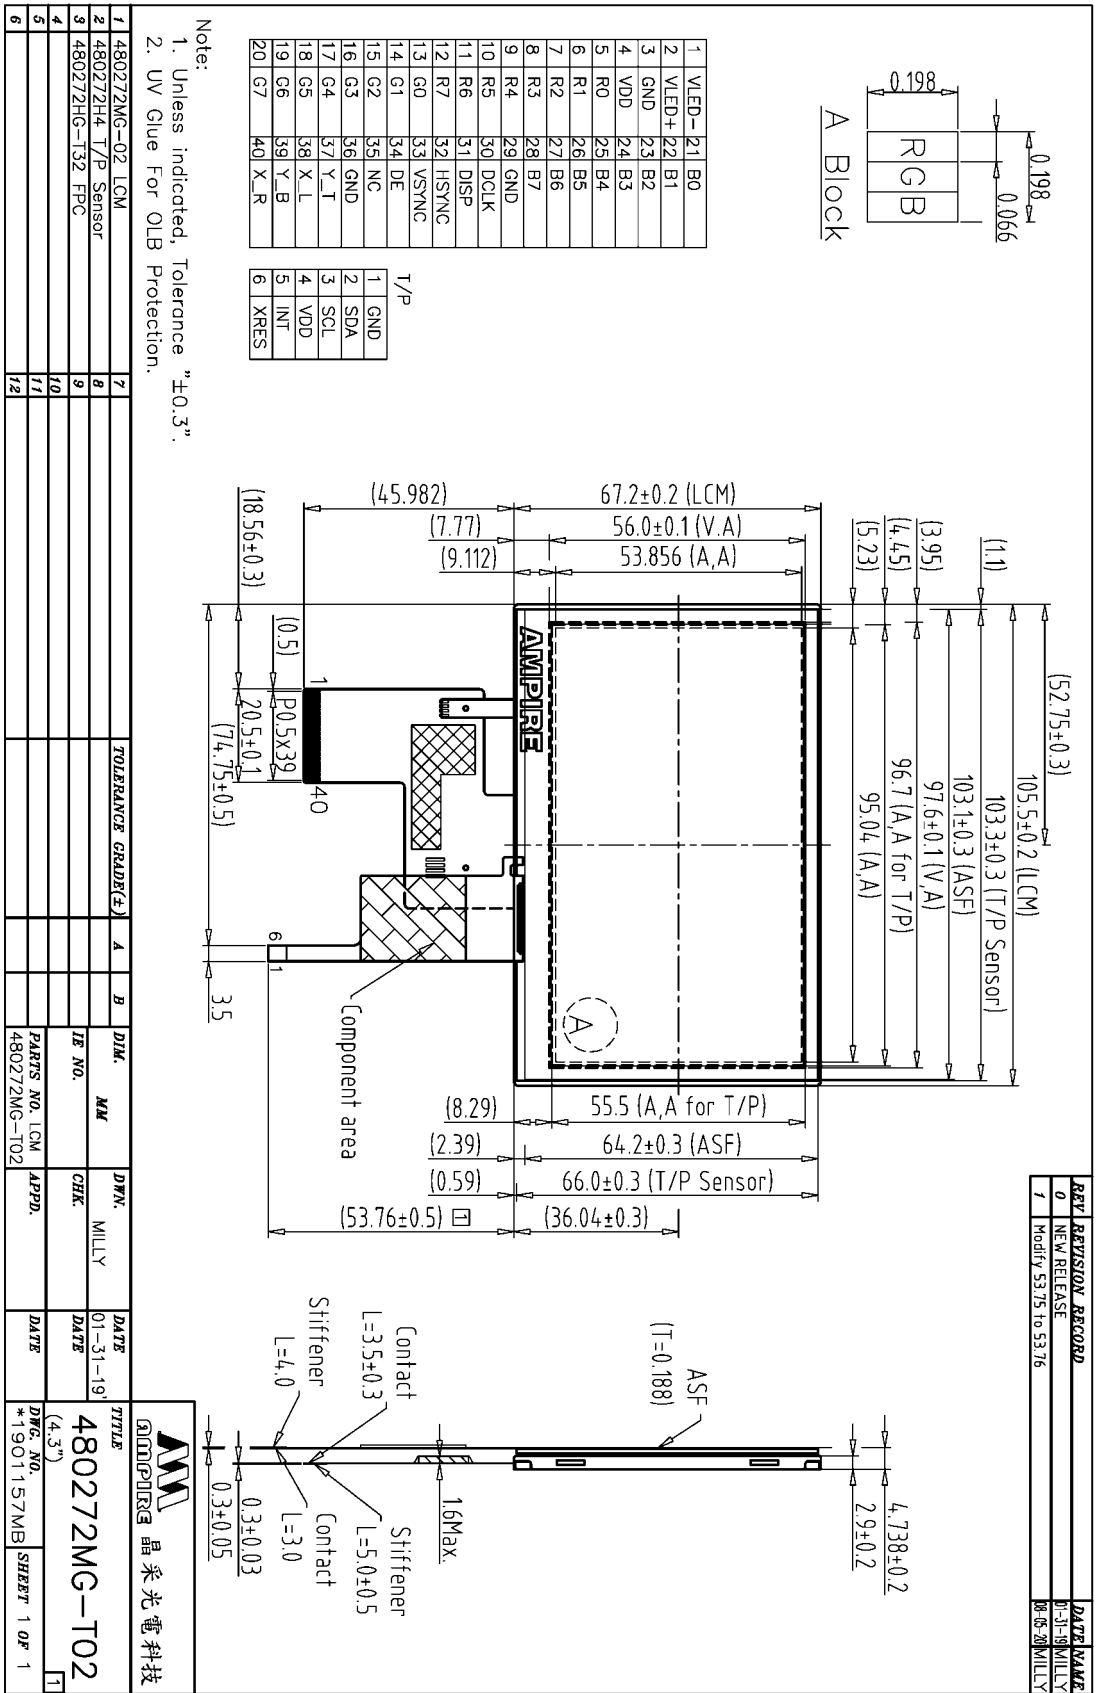 REV REVISION RECORD DATE NAME
0 NEW RELEASE 01-31-19 MILLY
1 Modify 53.75 to 53.76 08-05-20 MILLY
0.198
0.066
0.198
R G B
A Block
1 VLED- 21 B0
2 VLED+ 22 B1
3 GND 23 B2
4 VDD 24 B3
5 R0 25 B4
6 R1 26 B5
7 R2 27 B6
8 R3 28 B7
9 R4 29 GND
10 R5 30 DCLK
11 R6 31 DISP
12 R7 32 HSYNC
13 G0 33 VSYNC
14 G1 34 DE
15 G2 35 NC
16 G3 36 GND
17 G4 37 Y_T
18 G5 38 X_L
19 G6 39 Y_B
20 G7 40 X_R
T/P
1 GND
2 SDA
3 SCL
4 VDD
5 INT
6 XRES
Note:
1. Unless indicated, Tolerance "±0.3".
2. UV Glue For OLB Protection.
(52.75±0.3)
105.5±0.2 (LCM)
103.3±0.3 (T/P Sensor)
(1.1)
103.1±0.3 (ASF)
(3.95)
97.6±0.1 (V,A)
(4.45)
96.7 (A,A for T/P)
(5.23)
95.04 (A,A)
67.2±0.2 (LCM)
56.0±0.1 (V.A)
53.856 (A,A)
(45.982)
(7.77)
(9.112)
AMPIRE
A
55.5 (A,A for T/P)
(8.29)
64.2±0.3 (ASF)
(2.39)
66.0±0.3 (T/P Sensor)
(0.59)
(36.04±0.3)
(53.76±0.5) 1
Component area
1
40
6
1
(18.56±0.3)
(0.5)
P0.5x39
20.5±0.1
(74.75±0.5)
3.5
4.738±0.2
2.9±0.2
ASF
(T=0.188)
1.6Max.
Contact
L=3.5±0.3
Stiffener
L=5.0±0.5
Stiffener
L=4.0
Contact
L=3.0
0.3±0.03
0.3±0.05
1 480272MG-02 LCM 7
2 480272H4 T/P Sensor 8
3 480272HG-T32 FPC 9
4 10
5 11
6 12
TOLERANCE GRADE(±) A B
DIM. MM
IE NO.
PARTS NO. LCM
480272MG-T02
DWN. MILLY
DATE 01-31-19'
CHK. DATE
APPD. DATE
AMPIRE 晶采光電科技
TITLE
480272MG-T02
(4.3")
1
DWG. NO.
*1901157MB
SHEET 1 OF 1